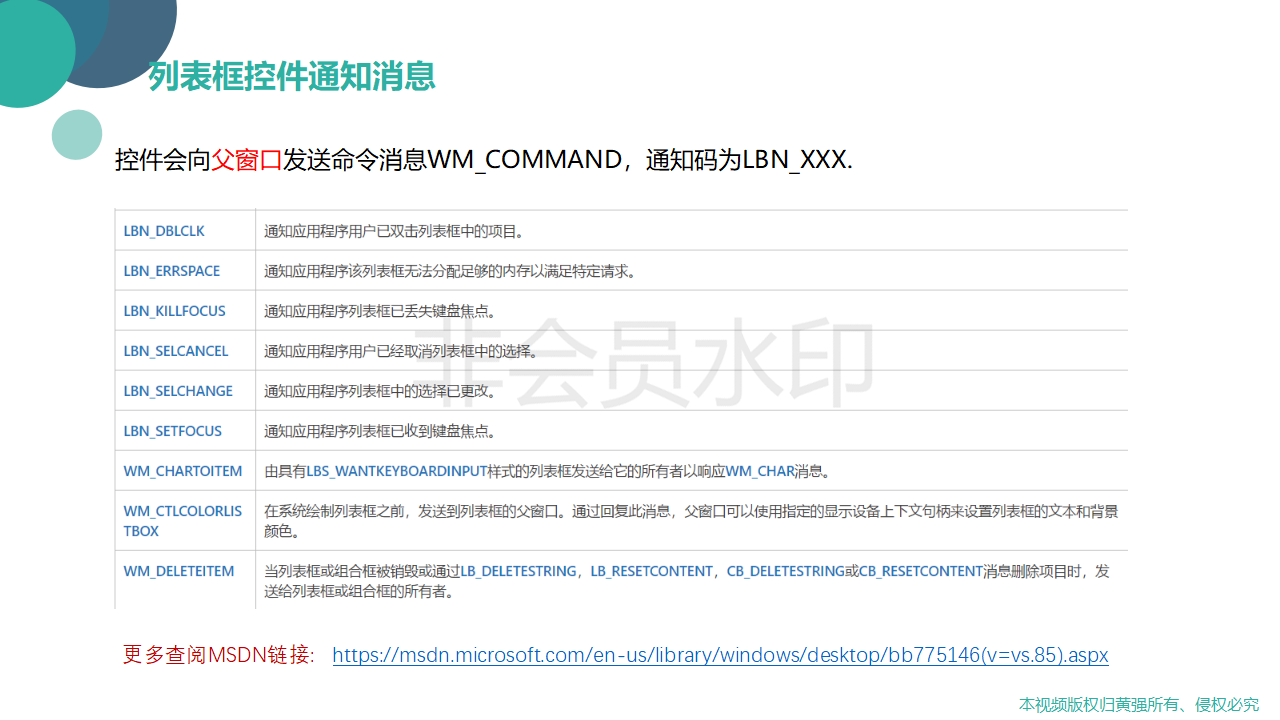 列表框控件通知消息
控件会向父窗口发送命令消息WM_COMMAND，通知码为LBN_XXX.
LBN_DBLCLK 通知应用程序用户已双击列表框中的项目。
LBN_ERRSPACE 通知应用程序该列表框无法分配足够的内存以满足特定请求。
LBN_KILLFOCUS 通知应用程序列表框已丢失键盘焦点。
LBN_SELCANCEL 通知应用程序用户已经取消列表框中的选择。
LBN_SELCHANGE 通知应用程序列表框中的选择已更改。
LBN_SETFOCUS 通知应用程序列表框已收到键盘焦点。
WM_CHARTOITEM 由具有LBS_WANTKEYBOARDINPUT样式的列表框发送给它的所有者以响应WM_CHAR消息。
WM_CTLCOLORLIS 在系统绘制列表框之前，发送到列表框的父窗口。通过回复此消息，父窗口可以使用指定的显示设备上下文句柄来设置列表框的文本和背景
TBOX 颜色。
WM_DELETEITEM 当列表框或组合框被销毁或通过LB_DELETESTRING，LB_RESETCONTENT，CB_DELETESTRING或CB_RESETCONTENT消息删除项目时，发
送给列表框或组合框的所有者。
非会员水印
更多查阅MSDN链接: https://msdn.microsoft.com/en-us/library/windows/desktop/bb775146(v=vs.85).aspx
本视频版权归黄强所有、侵权必究